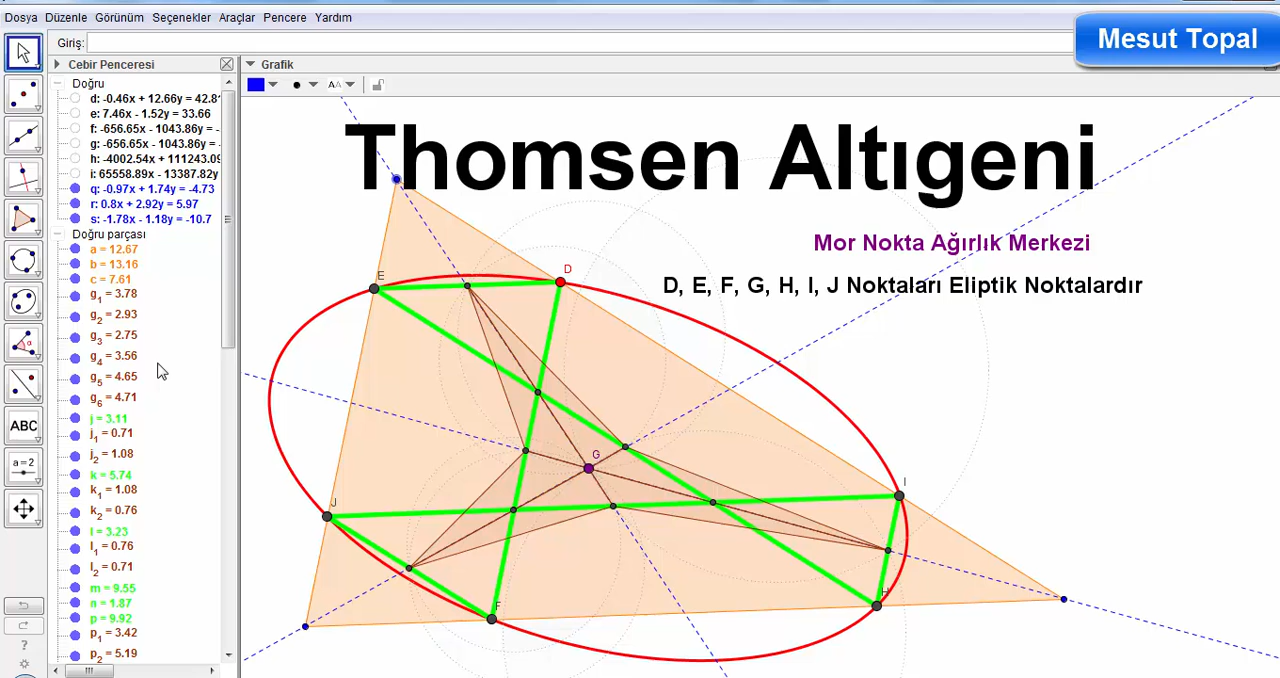 Dosya Düzenle Görünüm Seçenekler Araçlar Pencere Yardım
Mesut Topal
Giriş:
Cebir Penceresi
Grafik
AA
Doğru
d: -0.46x + 12.66y = 42.8
e: 7.46x - 1.52y = 33.66
f: -656.65x - 1043.86y = -
g: -656.65x - 1043.86y = -
h: -4002.54x + 111243.09
i: 65558.89x - 13387.82y
q: -0.97x + 1.74y = -4.73
r: 0.8x + 2.92y = 5.97
s: -1.78x - 1.18y = -10.7
Doğru parçası
a = 12.67
b = 13.16
c = 7.61
g₁ = 3.78
g₂ = 2.93
g₃ = 2.75
g₄ = 3.56
g₅ = 4.65
g₆ = 4.71
j = 3.11
j₁ = 0.71
j₂ = 1.08
k = 5.74
k₁ = 1.08
k₂ = 0.76
l = 3.23
l₁ = 0.76
l₂ = 0.71
m = 9.55
n = 1.87
p = 9.92
p₁ = 3.42
p₂ = 5.19
ABC
a=2
Thomsen Altıgeni
Mor Nokta Ağırlık Merkezi
D, E, F, G, H, I, J Noktaları Eliptik Noktalardır
E
D
G
I
J
F
H